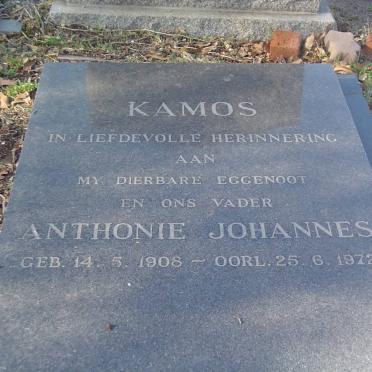 KAMOS
IN LIEFDEVOLLE HERINNERING
AAN
MY DIERBARE EGGENOOT
EN ONS VADER
ANTHONIE JOHANNES
GEB. 14. 5. 1908 ~ OORL. 25. 6. 1972